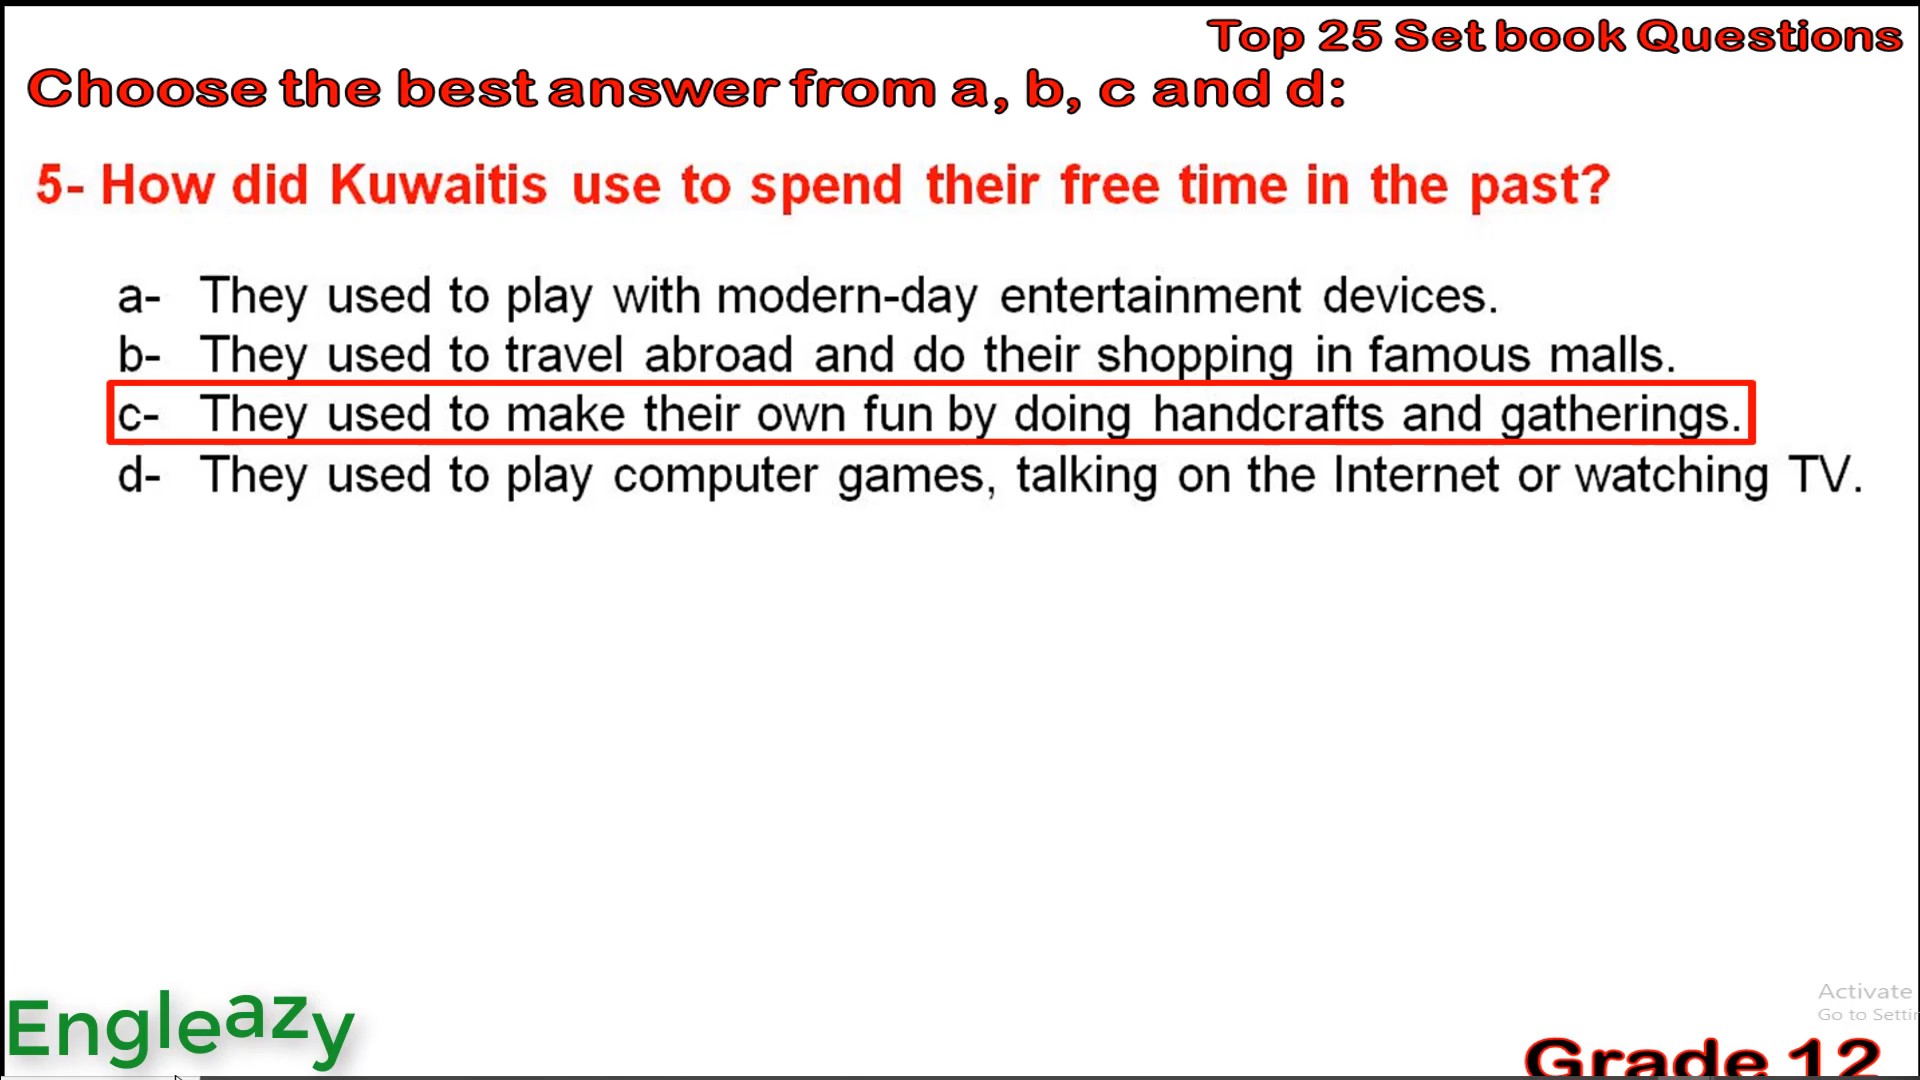 Top 25 Set book Questions
Choose the best answer from a, b, c and d:
5- How did Kuwaitis use to spend their free time in the past?
a- They used to play with modern-day entertainment devices.
b- They used to travel abroad and do their shopping in famous malls.
c- They used to make their own fun by doing handcrafts and gatherings.
d- They used to play computer games, talking on the Internet or watching TV.
Engleazy
Activate
Go to Settin
Grade 12